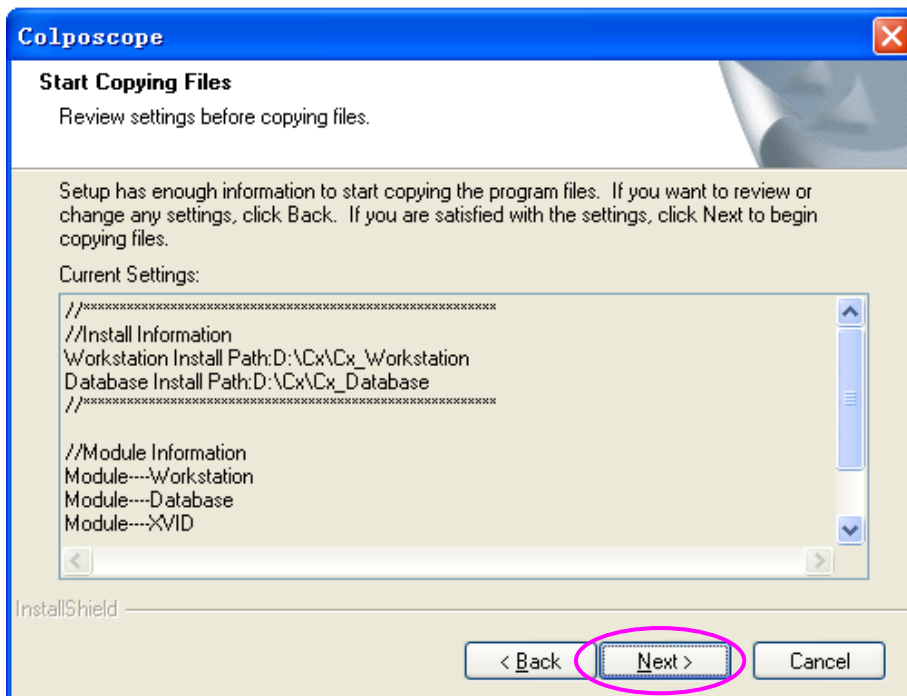 Colposcope
Start Copying Files
Review settings before copying files.
Setup has enough information to start copying the program files.  If you want to review or
change any settings, click Back.  If you are satisfied with the settings, click Next to begin
copying files.
Current Settings:
//*********************************************************
//Install Information
Workstation Install Path:D:\Cx\Cx_Workstation
Database Install Path:D:\Cx\Cx_Database
//*********************************************************
//Module Information
Module----Workstation
Module----Database
Module---XVID
InstallShield
< Back
Next >
Cancel